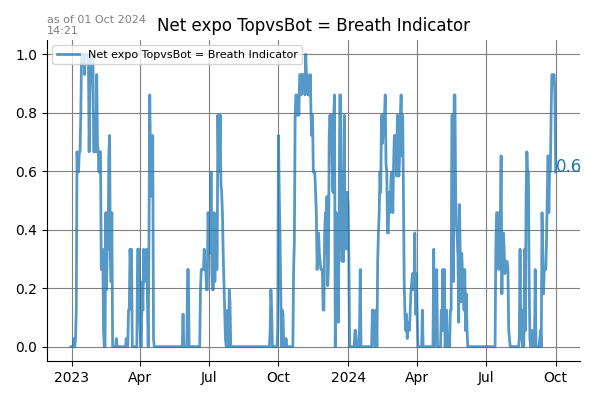 as of 01 Oct 2024
14:21
Net expo TopvsBot = Breath Indicator
Net expo TopvsBot = Breath Indicator
1.0
0.8
0.6
0.6
0.4
0.2
0.0
2023 Apr Jul Oct 2024 Apr Jul Oct